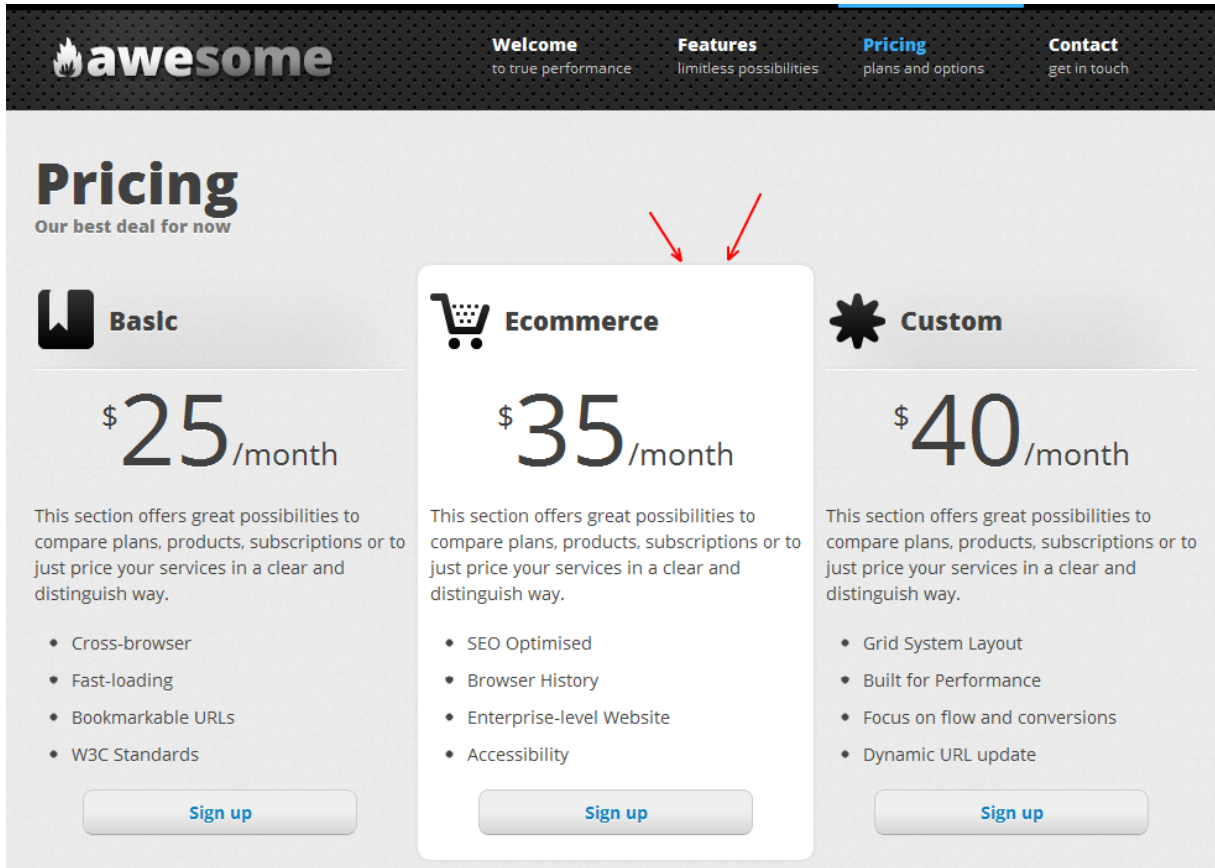 awesome
Welcome
to true performance
Features
limitless possibilities
Pricing
plans and options
Contact
get in touch
Pricing
Our best deal for now
Basic
$25/month
This section offers great possibilities to
compare plans, products, subscriptions or to
just price your services in a clear and
distinguish way.
Cross-browser
Fast-loading
Bookmarkable URLs
W3C Standards
Sign up
Ecommerce
$35/month
This section offers great possibilities to
compare plans, products, subscriptions or to
just price your services in a clear and
distinguish way.
SEO Optimised
Browser History
Enterprise-level Website
Accessibility
Sign up
Custom
$40/month
This section offers great possibilities to
compare plans, products, subscriptions or to
just price your services in a clear and
distinguish way.
Grid System Layout
Built for Performance
Focus on flow and conversions
Dynamic URL update
Sign up